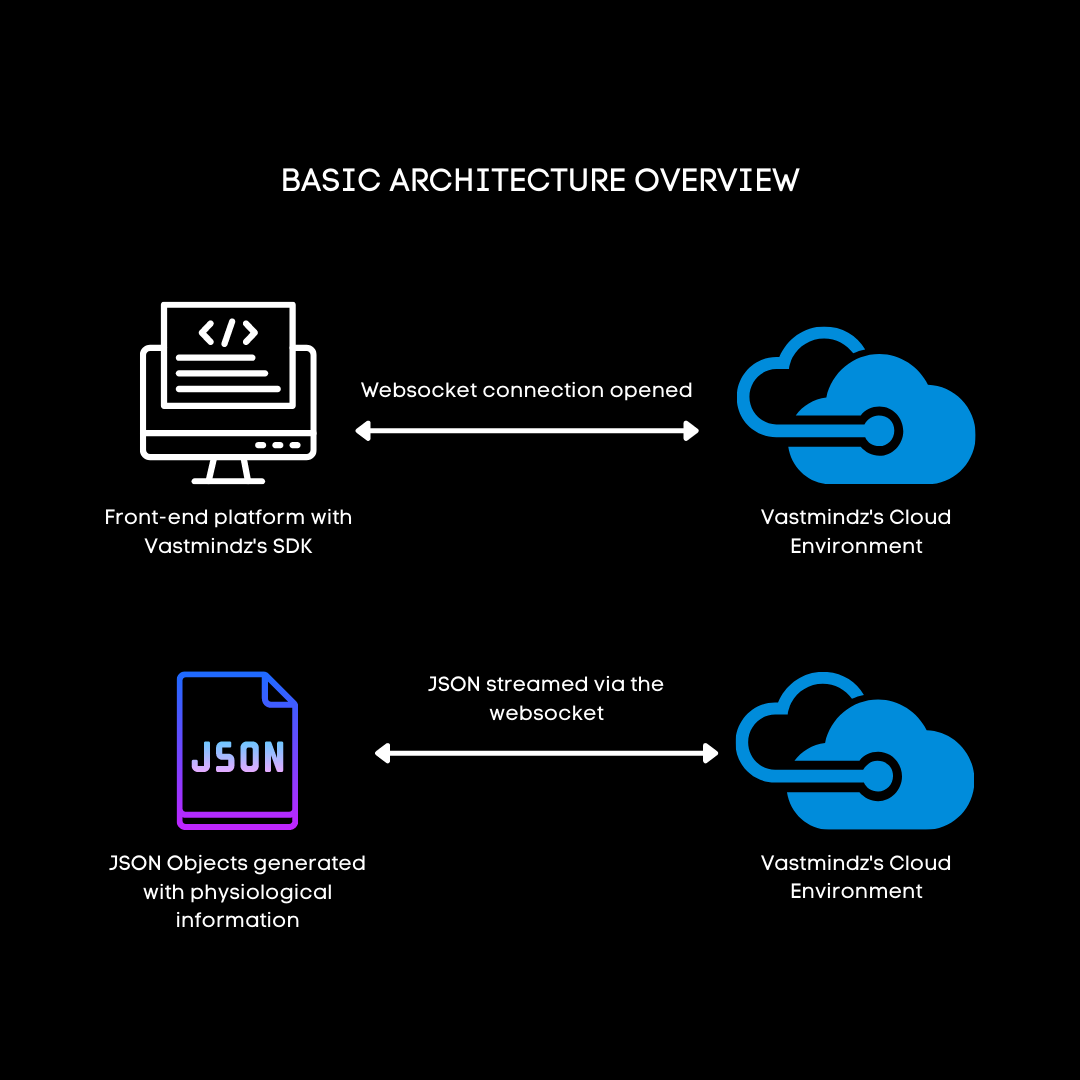 BASIC ARCHITECTURE OVERVIEW
</>
Websocket connection opened
Front-end platform with
Vastmindz's SDK
Vastmindz's Cloud
Environment
JSON streamed via the
websocket
JSON
JSON Objects generated
with physiological
information
Vastmindz's Cloud
Environment